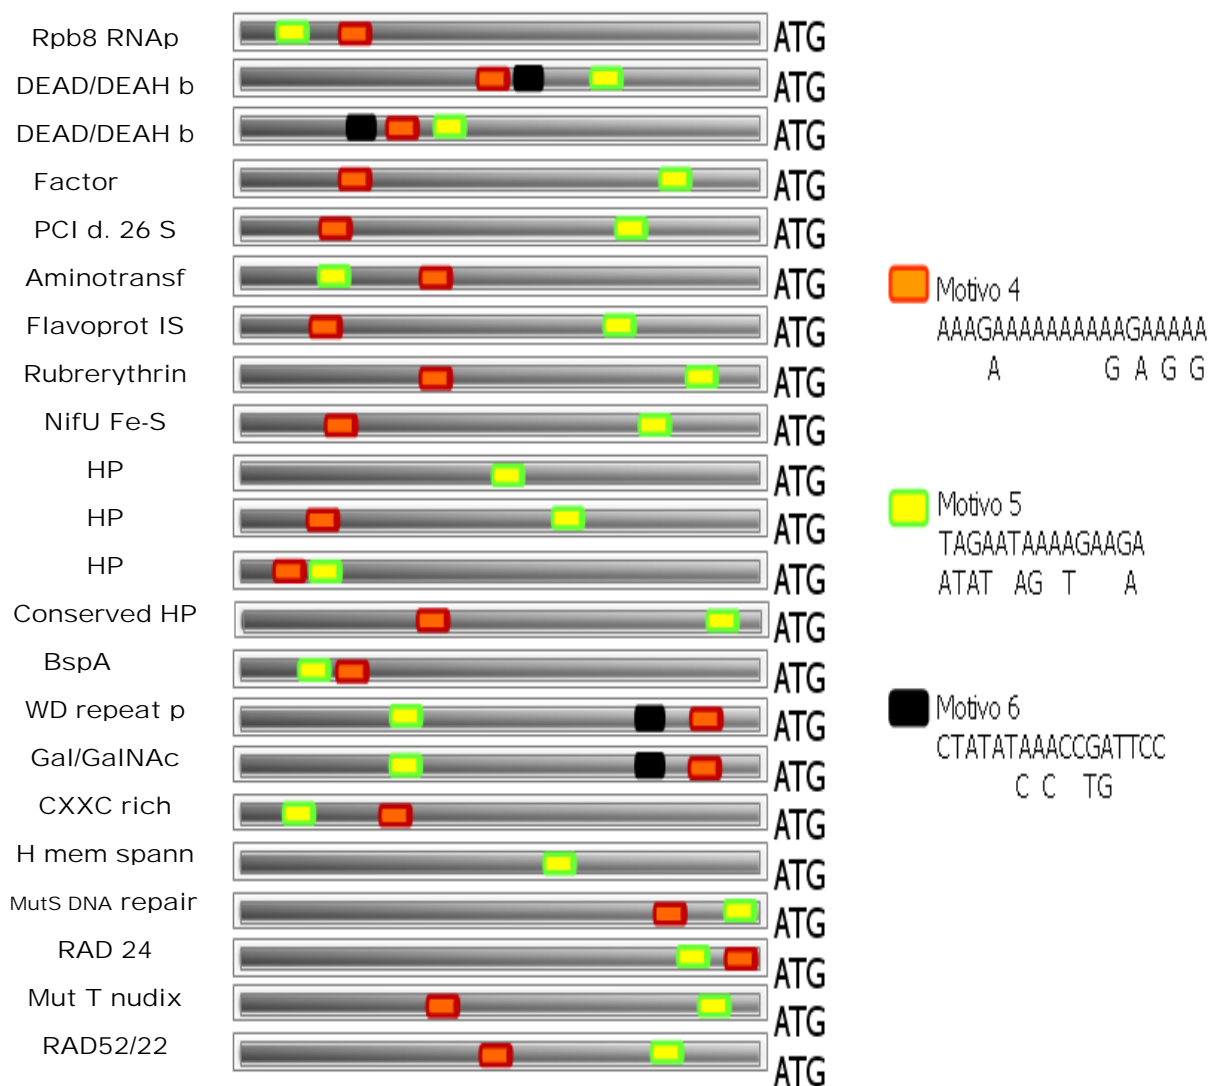 Rpb8 RNAp ATG
DEAD/DEAH b ATG
DEAD/DEAH b ATG
Factor ATG
PCI d. 26 S ATG
Aminotransf ATG
Flavoprot IS ATG
Rubrerythrin ATG
NifU Fe-S ATG
HP ATG
HP ATG
HP ATG
Conserved HP ATG
BspA ATG
WD repeat p ATG
Gal/GalNAc ATG
CXXC rich ATG
H mem spann ATG
MutS DNA repair ATG
RAD 24 ATG
Mut T nudix ATG
RAD52/22 ATG
Motivo 4
AAAGAAAAAAAAAGAAAAA
A G A G G
Motivo 5
TAGAATAAAAGAAGA
ATAT AG T A
Motivo 6
CTATATAAACCGATTCC
C C TG